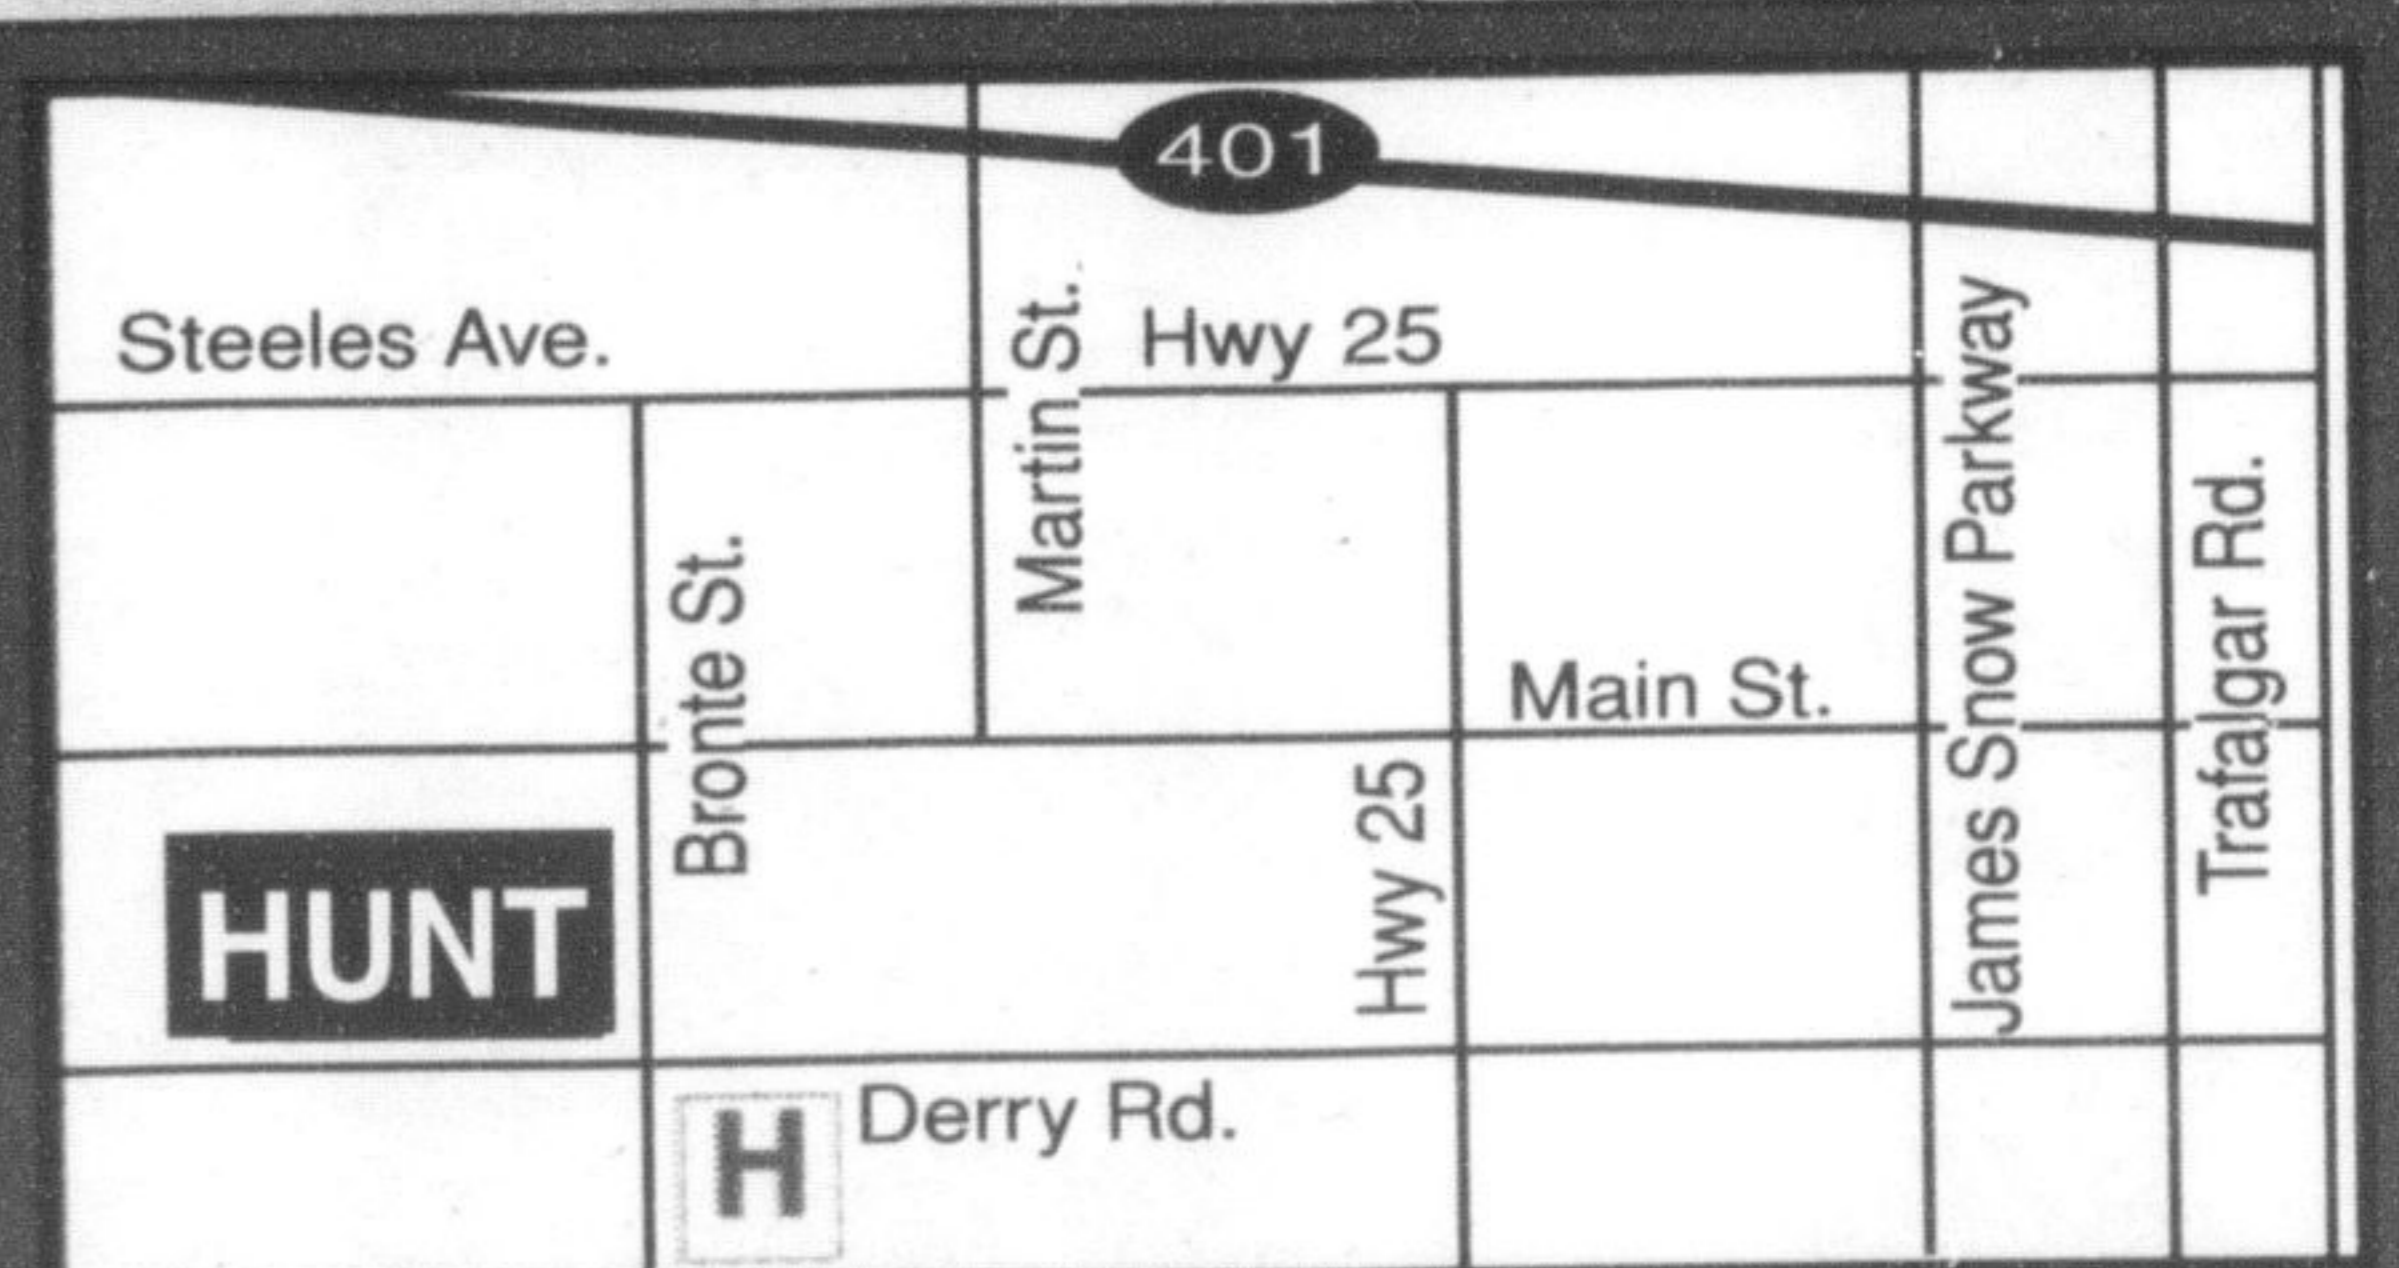 401
Steeles Ave.
Martin St.
Hwy 25
James Snow Parkway
Trafalgar Rd.
Bronte St.
Main St.
Hwy 25
HUNT
H
Derry Rd.